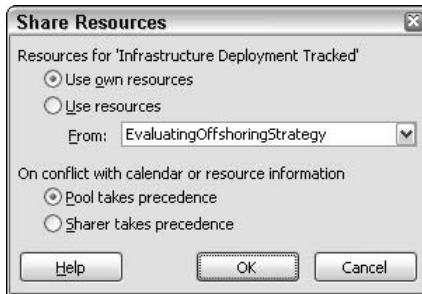 Share Resources
Resources for 'Infrastructure Deployment Tracked'
Use own resources
Use resources
From: EvaluatingOffshoringStrategy
On conflict with calendar or resource information
Pool takes precedence
Sharer takes precedence
Help OK Cancel